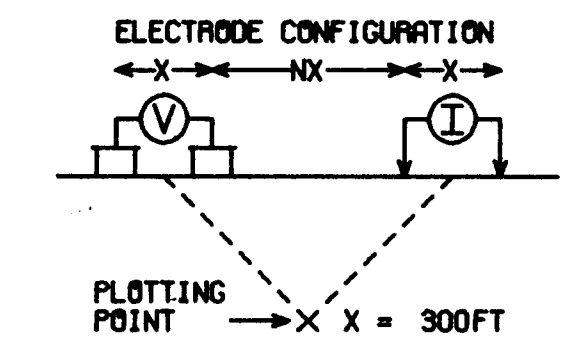 ELECTRODE CONFIGURATION
X NX X
V I
PLOTTING
POINT X = 300FT